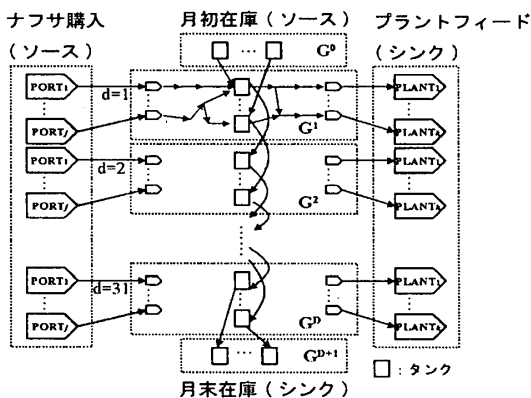 ナフサ購入
(ソース)
月初在庫(ソース)
プラントフィード
(シンク)
G⁰
PORT₁
d=1
PLANT₁
PORTⱼ
G¹
PLANTₖ
PORT₁
d=2
PLANT₁
PORTⱼ
G²
PLANTₖ
PORT₁
d=31
PLANT₁
PORTⱼ
Gᴰ
PLANTₖ
Gᴰ⁺¹
月末在庫(シンク)
:タンク